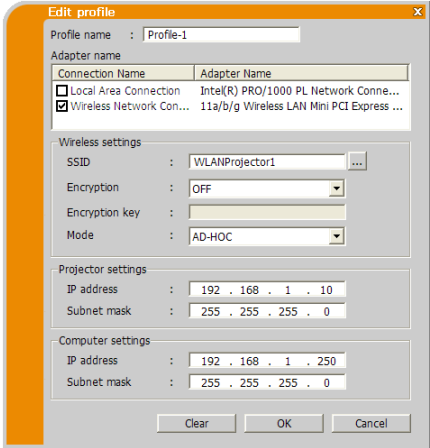 Edit profile x
Profile name : Profile-1
Adapter name
Connection Name Adapter Name
Local Area Connection Intel(R) PRO/1000 PL Network Conne...
Wireless Network Con... 11a/b/g Wireless LAN Mini PCI Express ...
Wireless settings
SSID : WLANProjector1 ...
Encryption : OFF
Encryption key :
Mode : AD-HOC
Projector settings
IP address : 192 . 168 . 1 . 10
Subnet mask : 255 . 255 . 255 . 0
Computer settings
IP address : 192 . 168 . 1 . 250
Subnet mask : 255 . 255 . 255 . 0
Clear OK Cancel